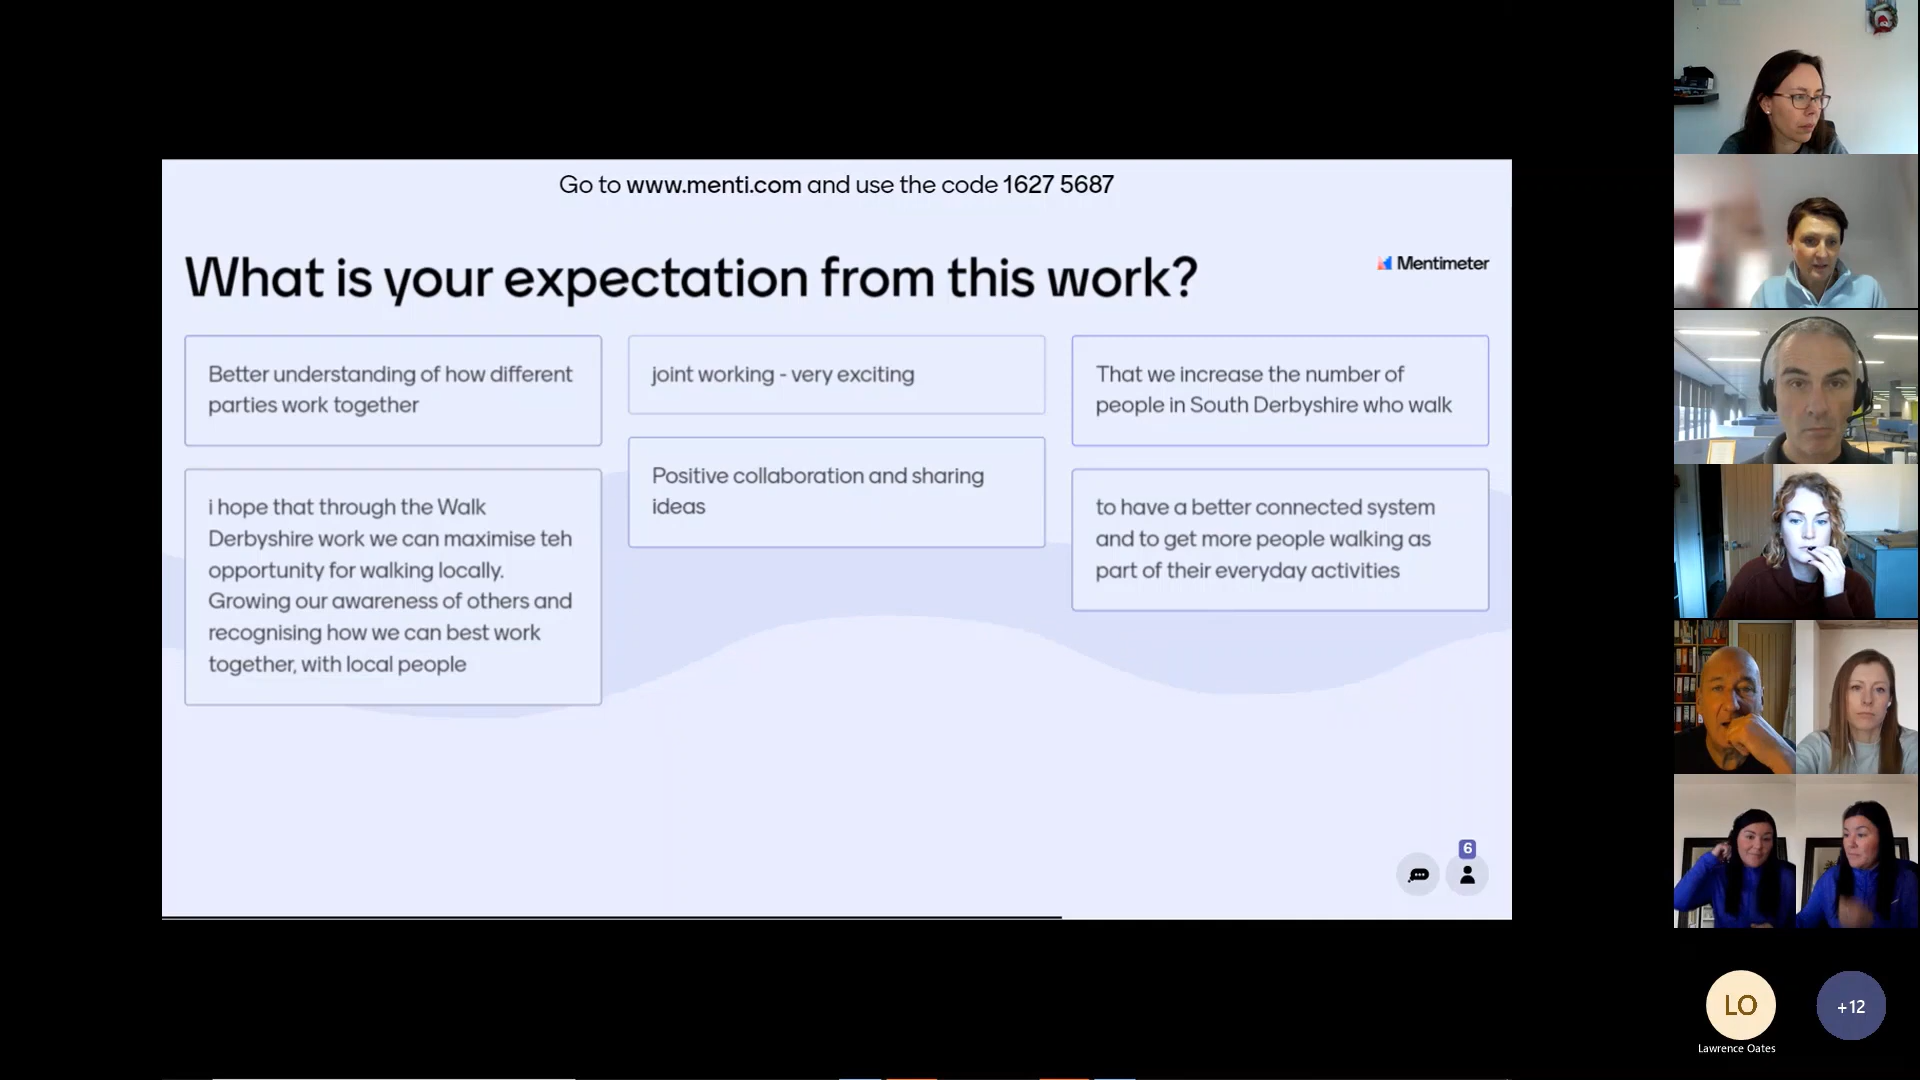 Go to www.menti.com and use the code 1627 5687
What is your expectation from this work?
Mentimeter
Better understanding of how different
parties work together
i hope that through the Walk
Derbyshire work we can maximise teh
opportunity for walking locally.
Growing our awareness of others and
recognising how we can best work
together, with local people
joint working - very exciting
Positive collaboration and sharing
ideas
That we increase the number of
people in South Derbyshire who walk
to have a better connected system
and to get more people walking as
part of their everyday activities
6
LO
+12
Lawrence Oates